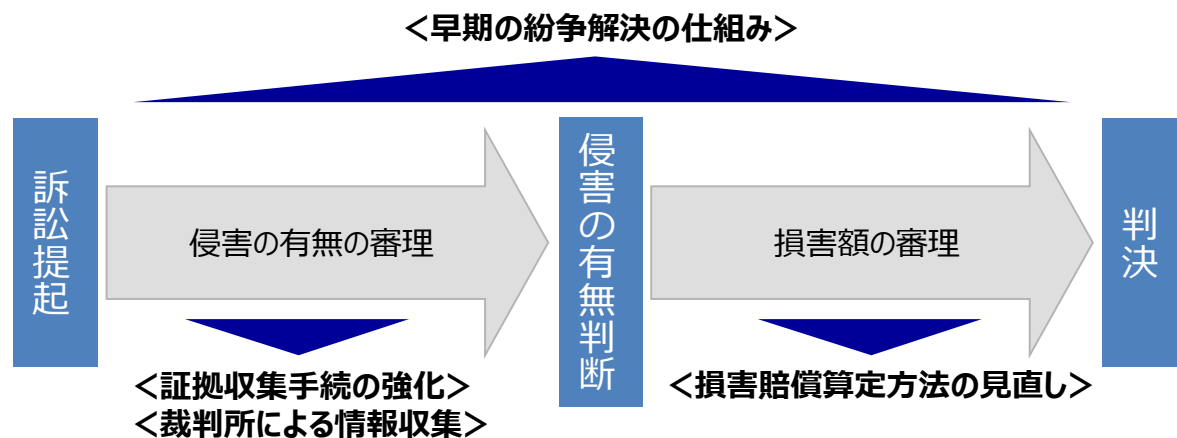 <早期の紛争解決の仕組み>
訴訟提起
侵害の有無の審理
侵害の有無判断
損害額の審理
判決
<証拠収集手続の強化>
<裁判所による情報収集>
<損害賠償算定方法の見直し>